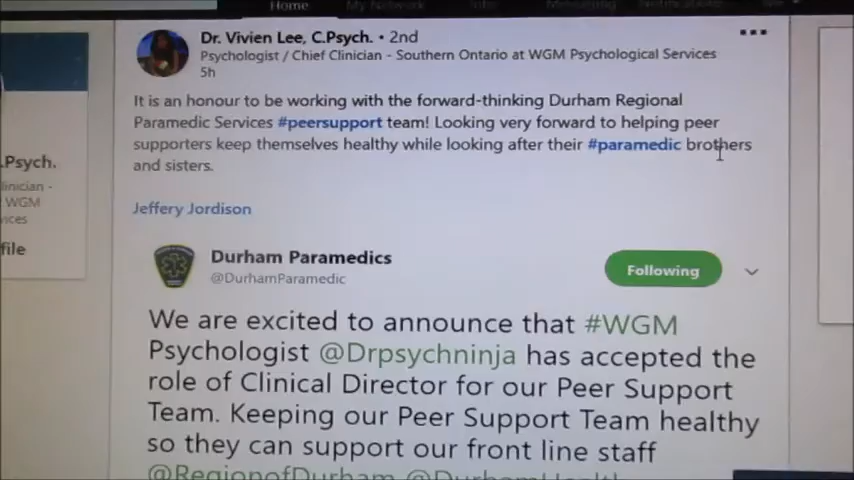 Home My Network Jobs Messaging Notifications
Dr. Vivien Lee, C.Psych. • 2nd
Psychologist / Chief Clinician - Southern Ontario at WGM Psychological Services
5h
It is an honour to be working with the forward-thinking Durham Regional
Paramedic Services #peersupport team! Looking very forward to helping peer
supporters keep themselves healthy while looking after their #paramedic brothers
and sisters.
Jeffery Jordison
.Psych.
linician -
WGM
vices
file
Durham Paramedics
@DurhamParamedic
Following
We are excited to announce that #WGM
Psychologist @Drpsychninja has accepted the
role of Clinical Director for our Peer Support
Team. Keeping our Peer Support Team healthy
so they can support our front line staff
@RegionofDurham @DurhamHealth